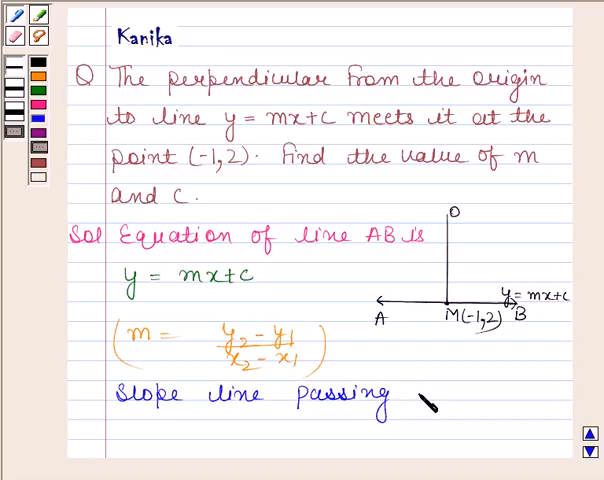 Kanika
Q The perpendicular from the origin
to line y = mx+c meets it at the
point (-1,2). Find the value of m
and c.
Sol Equation of line AB is
y = mx+c
(m = y₂-y₁ / x₂-x₁)
Slope line passing
O
y = mx+c
A M(-1,2) B